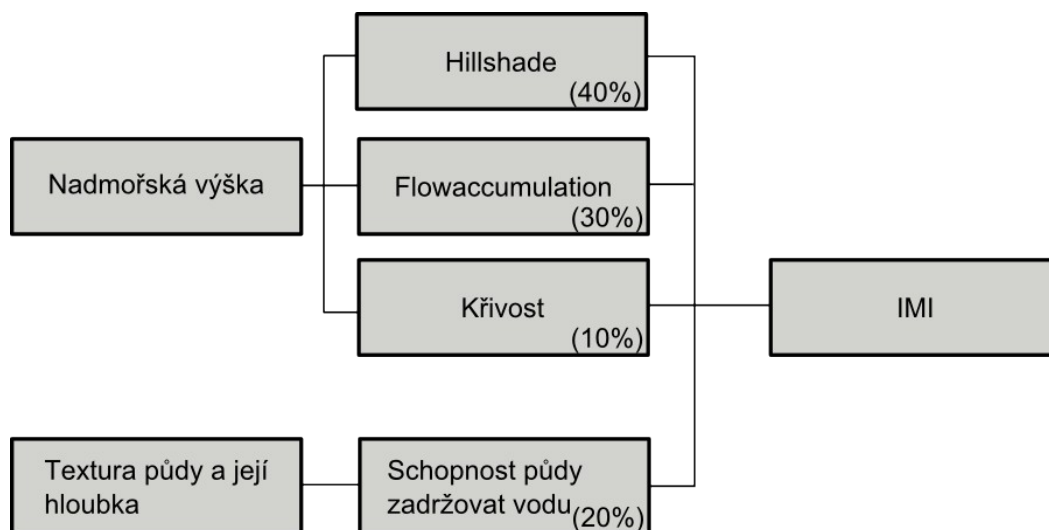 Hillshade
(40%)
Nadmořská výška
Flowaccumulation
(30%)
Křivost
(10%)
IMI
Textura půdy a její
hloubka
Schopnost půdy
zadržovat vodu
(20%)